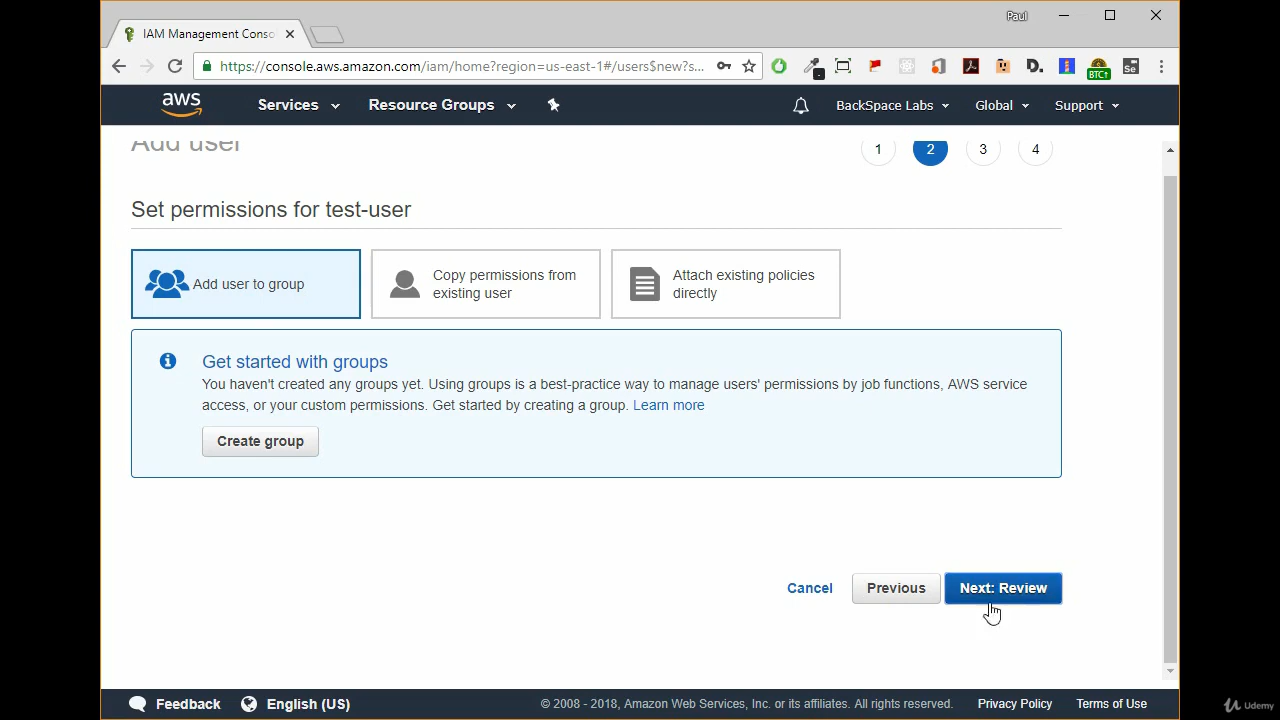 Paul
IAM Management Conso
https://console.aws.amazon.com/iam/home?region=us-east-1#/users$new?s...
BTC↑
Se
aws
Services
Resource Groups
BackSpace Labs
Global
Support
Add user
1
2
3
4
Set permissions for test-user
Add user to group
Copy permissions from
existing user
Attach existing policies
directly
Get started with groups
You haven't created any groups yet. Using groups is a best-practice way to manage users' permissions by job functions, AWS service
access, or your custom permissions. Get started by creating a group. Learn more
Create group
Cancel
Previous
Next: Review
Feedback
English (US)
© 2008 - 2018, Amazon Web Services, Inc. or its affiliates. All rights reserved.
Privacy Policy
Terms of Use
Udemy